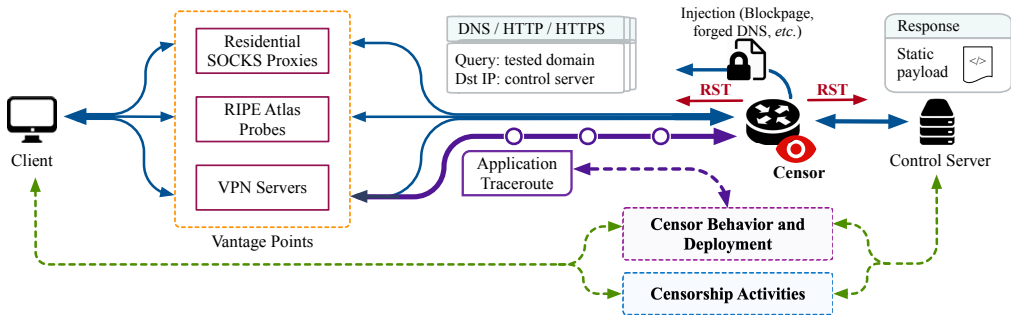 Client
Residential
SOCKS Proxies
RIPE Atlas
Probes
VPN Servers
Vantage Points
DNS / HTTP / HTTPS
Query: tested domain
Dst IP: control server
Application
Traceroute
Injection (Blockpage,
forged DNS, etc.)
RST
RST
Censor
Response
Static
payload
</>
Control Server
Censor Behavior and
Deployment
Censorship Activities